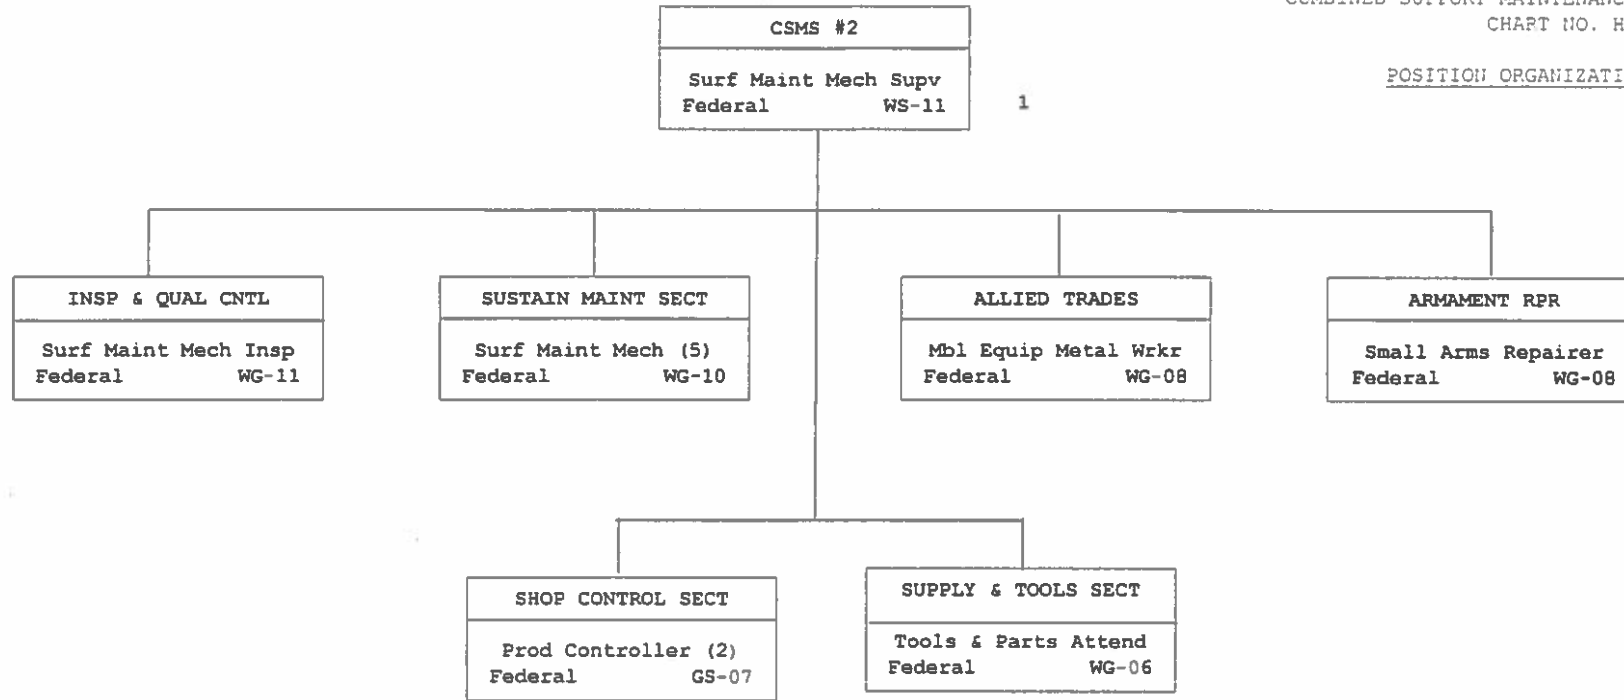 CHART NO. H
POSITION ORGANIZATI
CSMS #2
Surf Maint Mech Supv
Federal WS-11
1
INSP & QUAL CNTL
Surf Maint Mech Insp
Federal WG-11
SUSTAIN MAINT SECT
Surf Maint Mech (5)
Federal WG-10
ALLIED TRADES
Mbl Equip Metal Wrkr
Federal WG-08
ARMAMENT RPR
Small Arms Repairer
Federal WG-08
SHOP CONTROL SECT
Prod Controller (2)
Federal GS-07
SUPPLY & TOOLS SECT
Tools & Parts Attend
Federal WG-06